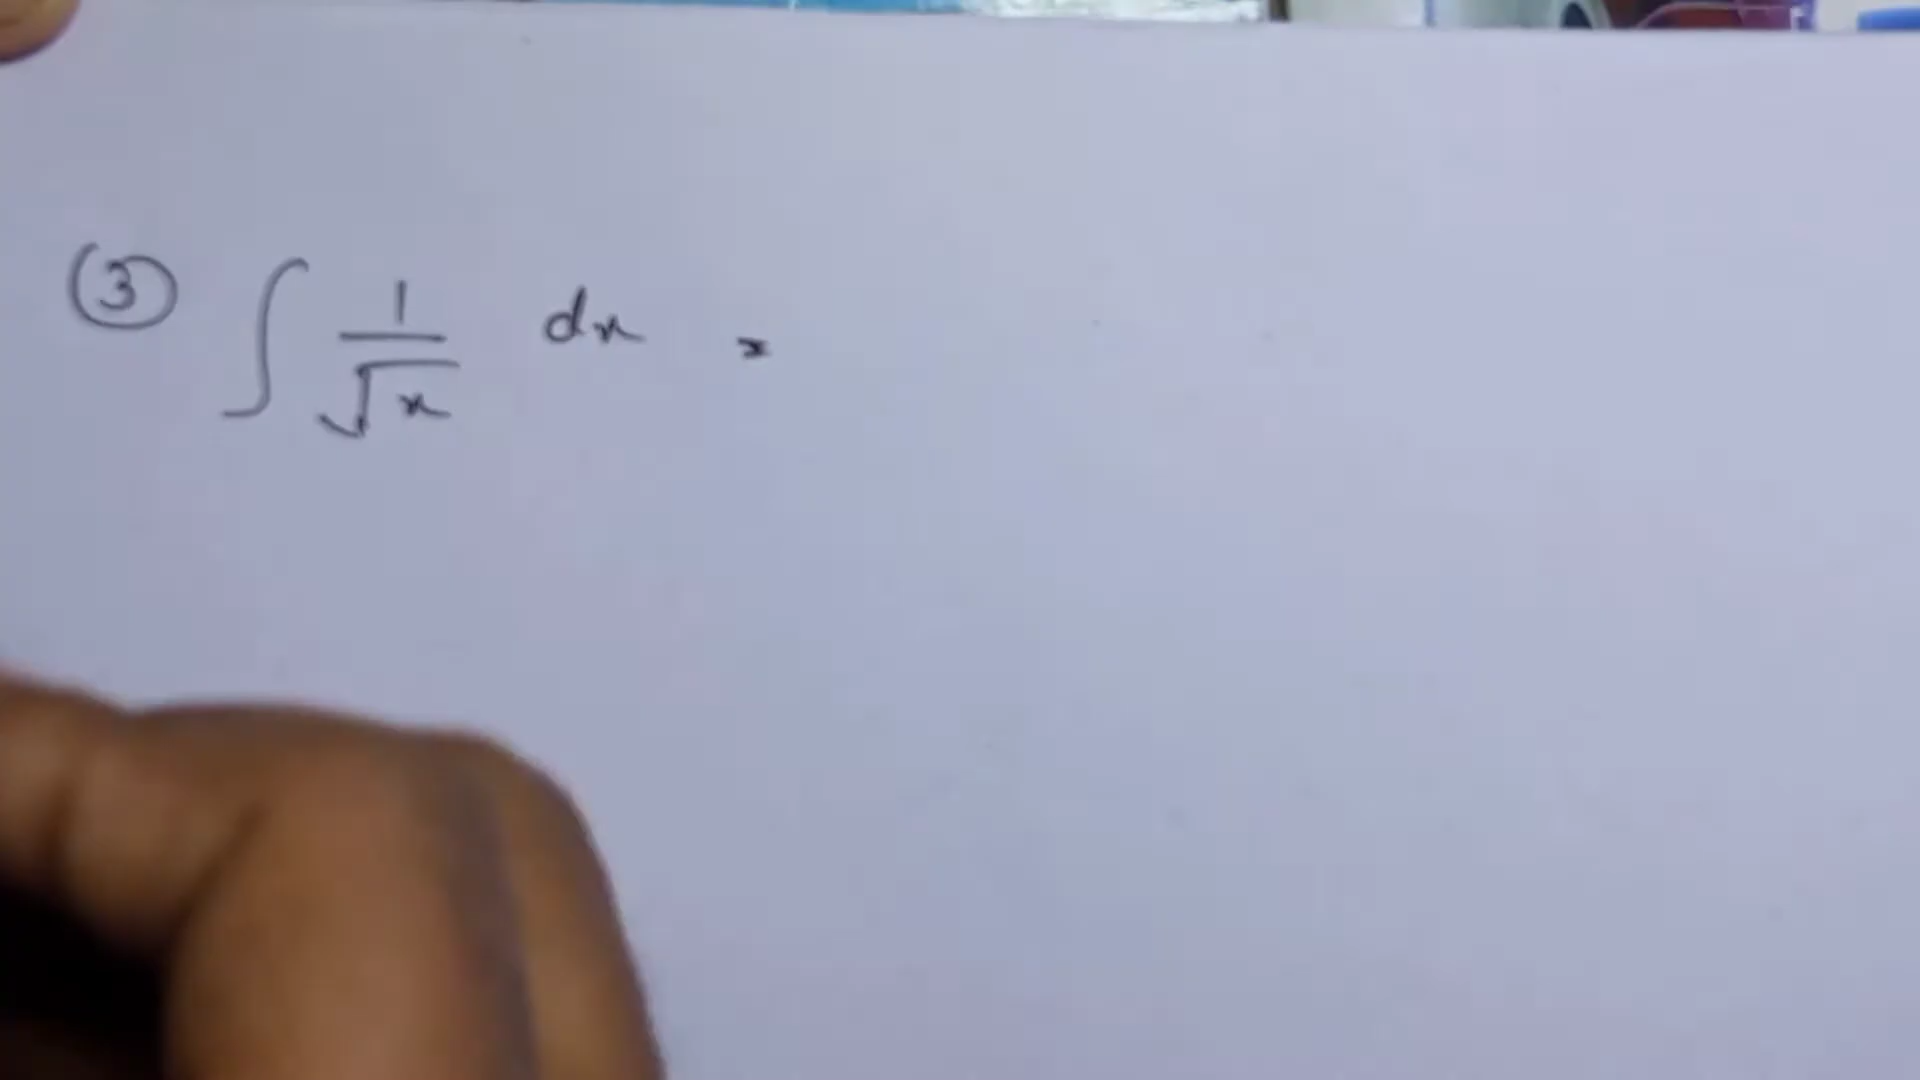 ③ ∫ 1/√x dx =